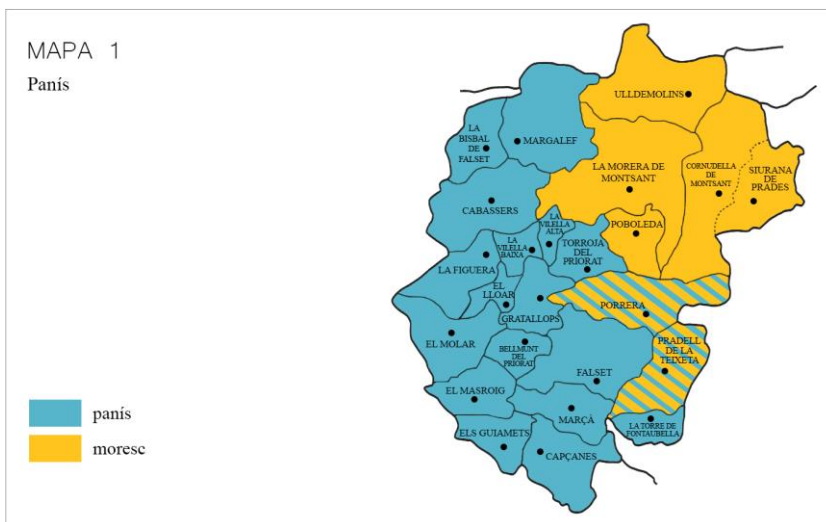 MAPA 1
Panís
ULLDEMOLINS
LA
BISBAL
DE
FALSET
MARGALEF
LA MORERA DE
MONTSANT
CORNUDELLA
DE
MONTSANT
SIURANA
DE
PRADES
CABASSERS
LA
VILELLA
ALTA
POBOLEDA
LA
VILELLA
BAIXA
TORROJA
DEL
PRIORAT
LA FIGUERA
EL
LLOAR
GRATALLOPS
PORRERA
EL MOLAR
BELLMUNT
DEL
PRIORAT
PRADELL
DE LA
TEIXETA
FALSET
EL MASROIG
MARÇÀ
LA TORRE DE
FONTAUBELLA
ELS GUIAMETS
CAPÇANES
panís
moresc